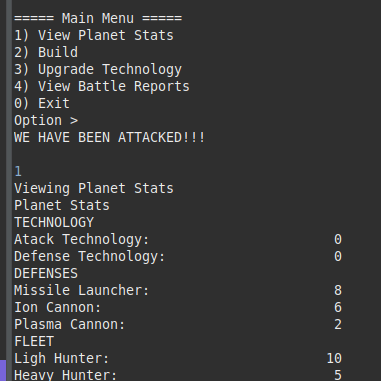 ===== Main Menu =====
1) View Planet Stats
2) Build
3) Upgrade Technology
4) View Battle Reports
0) Exit
Option >
WE HAVE BEEN ATTACKED!!!
1
Viewing Planet Stats
Planet Stats
TECHNOLOGY
Atack Technology: 0
Defense Technology: 0
DEFENSES
Missile Launcher: 8
Ion Cannon: 6
Plasma Cannon: 2
FLEET
Ligh Hunter: 10
Heavy Hunter: 5